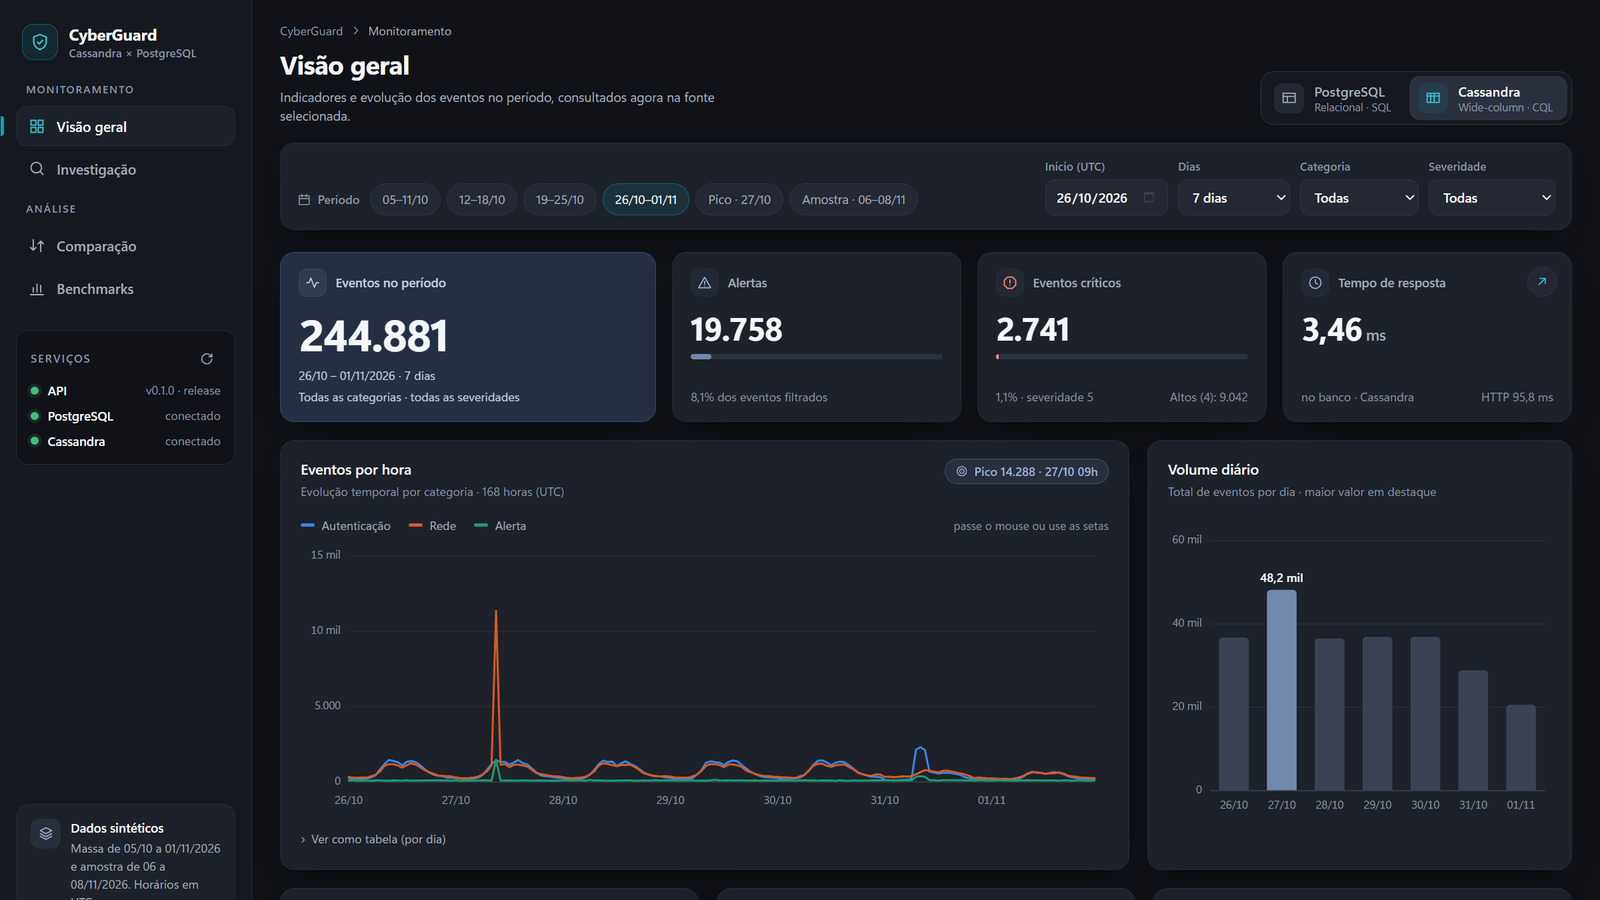 CyberGuard
Cassandra × PostgreSQL
MONITORAMENTO
Visão geral
Investigação
ANÁLISE
Comparação
Benchmarks
SERVIÇOS
API v0.1.0 · release
PostgreSQL conectado
Cassandra conectado
Dados sintéticos
Massa de 05/10 a 01/11/2026
e amostra de 06 a
08/11/2026. Horários em
UTC
CyberGuard > Monitoramento
Visão geral
Indicadores e evolução dos eventos no período, consultados agora na fonte
selecionada.
PostgreSQL
Relacional · SQL
Cassandra
Wide-column · CQL
Período
05–11/10
12–18/10
19–25/10
26/10–01/11
Pico · 27/10
Amostra · 06–08/11
Início (UTC)
26/10/2026
Dias
7 dias
Categoria
Todas
Severidade
Todas
Eventos no período
244.881
26/10 – 01/11/2026 · 7 dias
Todas as categorias · todas as severidades
Alertas
19.758
8,1% dos eventos filtrados
Eventos críticos
2.741
1,1% · severidade 5 Altos (4): 9.042
Tempo de resposta
3,46 ms
no banco · Cassandra HTTP 95,8 ms
Eventos por hora
Evolução temporal por categoria · 168 horas (UTC)
Pico 14.288 · 27/10 09h
Autenticação Rede Alerta
passe o mouse ou use as setas
15 mil
10 mil
5.000
0
26/10 27/10 28/10 29/10 30/10 31/10 01/11
› Ver como tabela (por dia)
Volume diário
Total de eventos por dia · maior valor em destaque
60 mil
48,2 mil
40 mil
20 mil
0
26/10 27/10 28/10 29/10 30/10 31/10 01/11